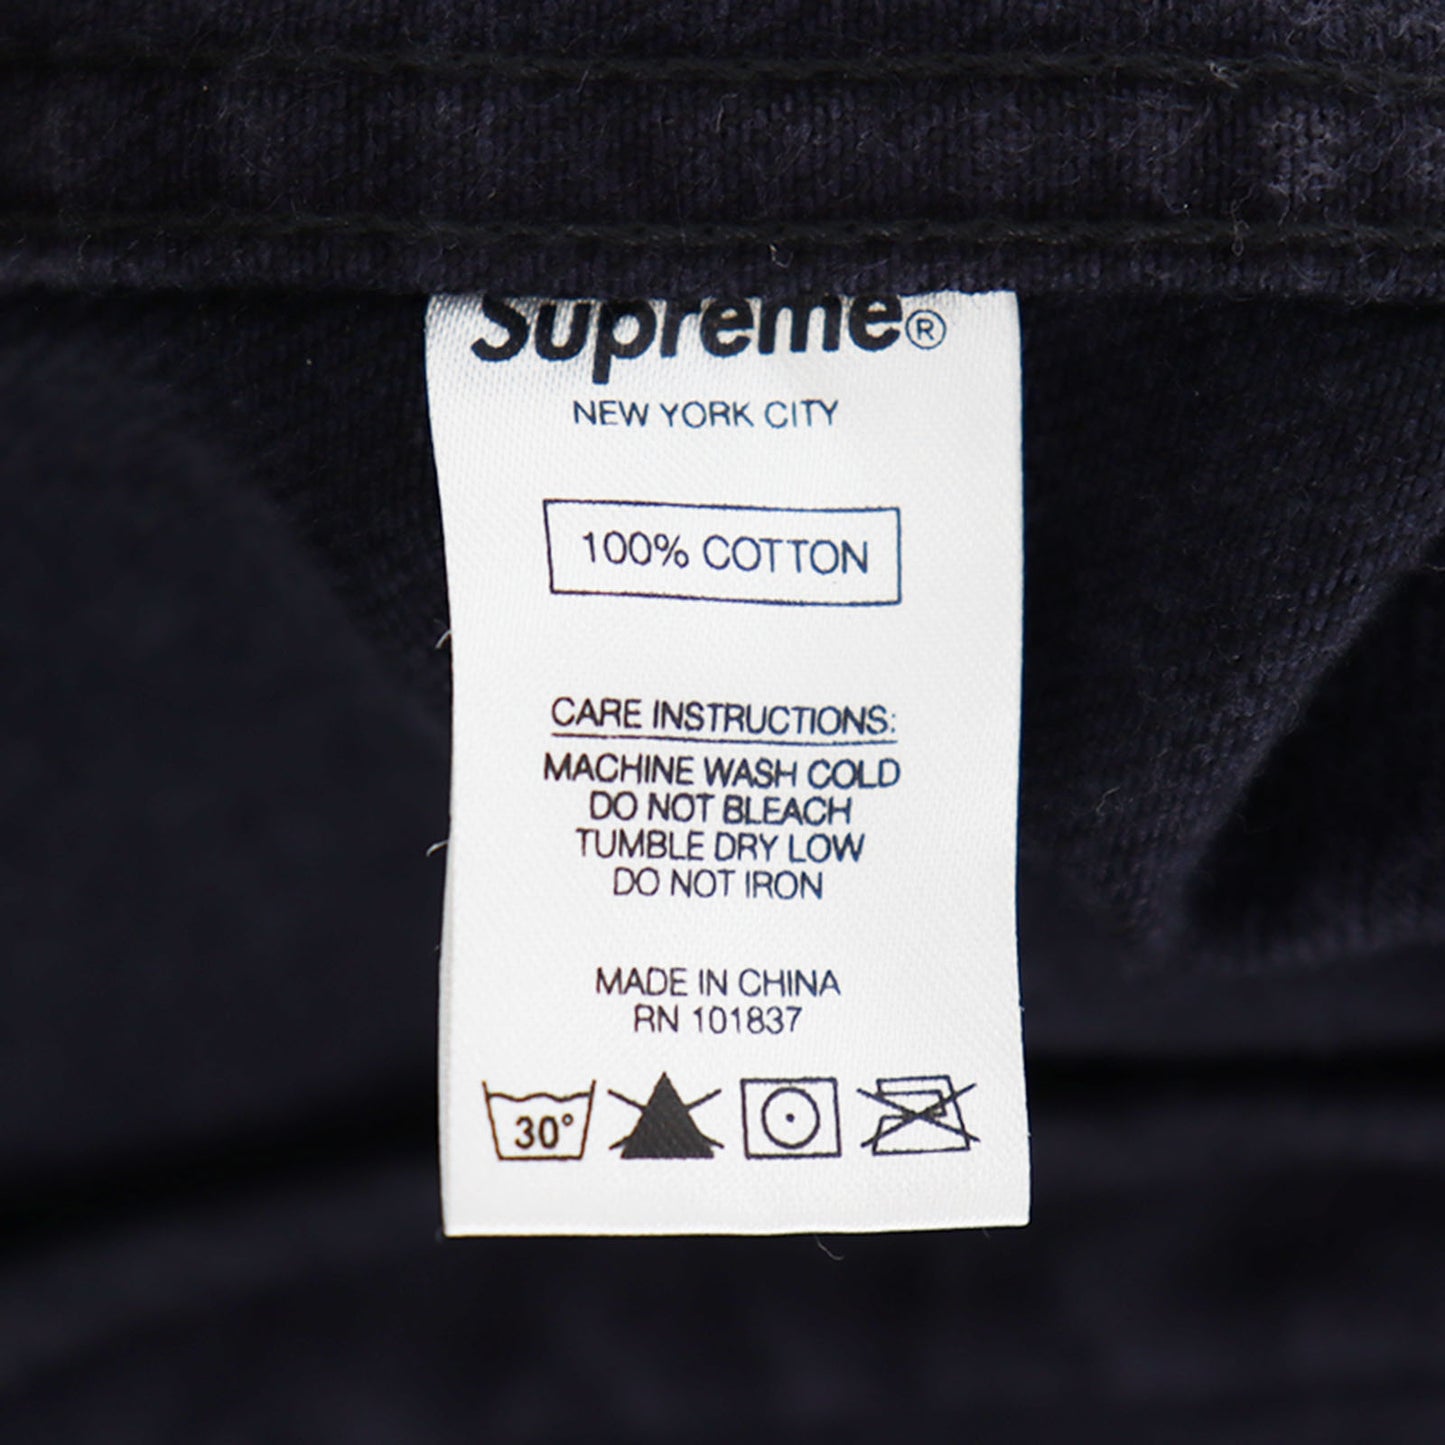 Supreme®
NEW YORK CITY
100% COTTON
CARE INSTRUCTIONS:
MACHINE WASH COLD
DO NOT BLEACH
TUMBLE DRY LOW
DO NOT IRON
MADE IN CHINA
RN 101837
30°